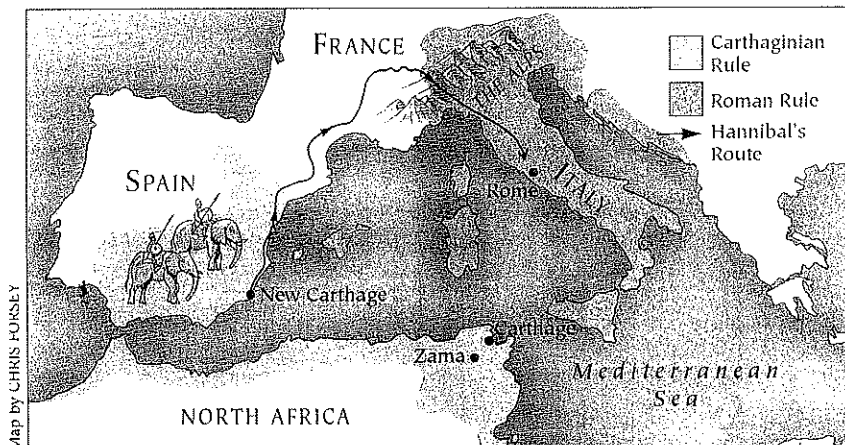 FRANCE
THE ALPS
Carthaginian
Rule
Roman Rule
Hannibal's
Route
SPAIN
ITALY
Rome
New Carthage
Carthage
Zama
Mediterranean
Sea
NORTH AFRICA
Map by CHRIS FORSEY